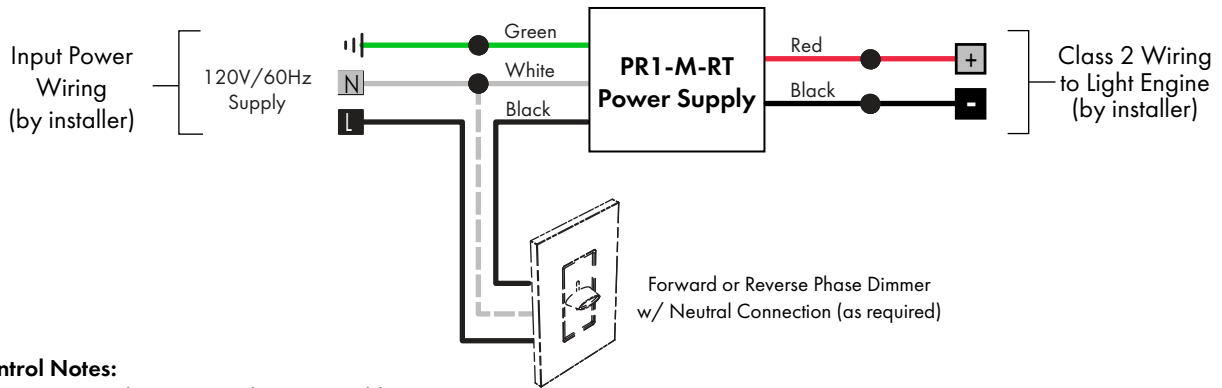 Input Power
Wiring
(by installer)
120V/60Hz
Supply
N
L
Green
White
Black
PR1-M-RT
Power Supply
Red
Black
+
-
Class 2 Wiring
to Light Engine
(by installer)
Forward or Reverse Phase Dimmer
w/ Neutral Connection (as required)
ntrol Notes: